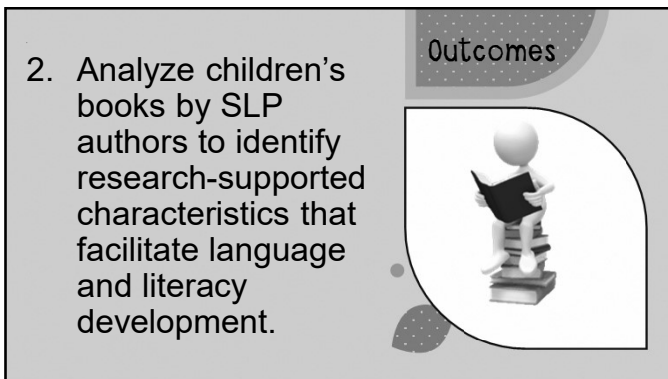 Outcomes
2. Analyze children's
books by SLP
authors to identify
research-supported
characteristics that
facilitate language
and literacy
development.